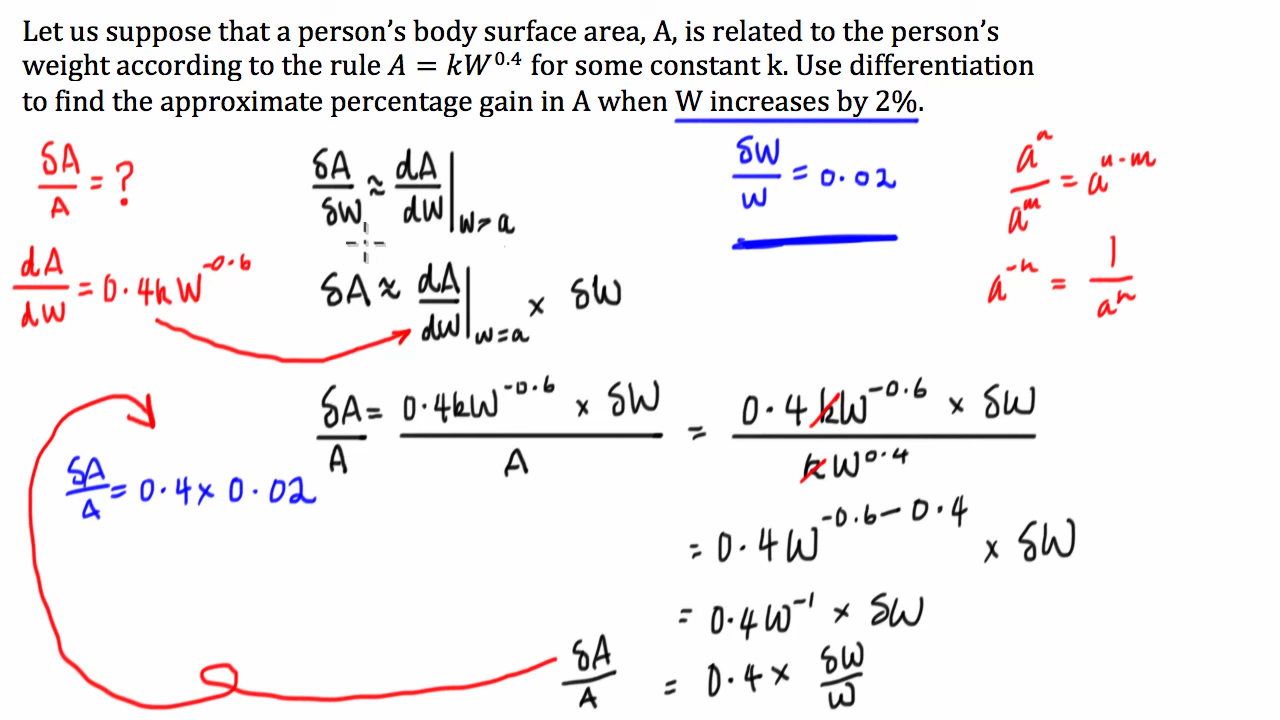 Let us suppose that a person's body surface area, A, is related to the person's
weight according to the rule A = kW^0.4 for some constant k. Use differentiation
to find the approximate percentage gain in A when W increases by 2%.
δA/A = ?
δA/δW ≈ dA/dW |W=a
δW/W = 0.02
a^n/a^m = a^n-m
dA/dW = 0.4kW^-0.6
δA ≈ dA/dW |W=a × δW
a^-n = 1/a^n
δA/A = 0.4kW^-0.6 × δW / A = 0.4kW^-0.6 × δW / kW^0.4
δA/A = 0.4 × 0.02
= 0.4W^-0.6-0.4 × δW
= 0.4W^-1 × δW
δA/A = 0.4 × δW/W